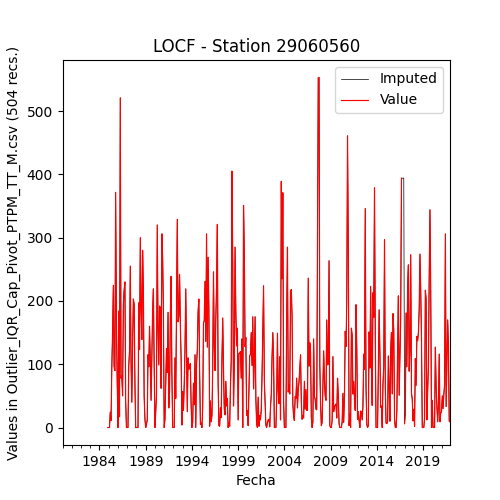 LOCF - Station 29060560
Values in Outlier_IQR_Cap_Pivot_PTPM_TT_M.csv (504 recs.)
500
400
300
200
100
0
Imputed
Value
1984 1989 1994 1999 2004 2009 2014 2019
Fecha